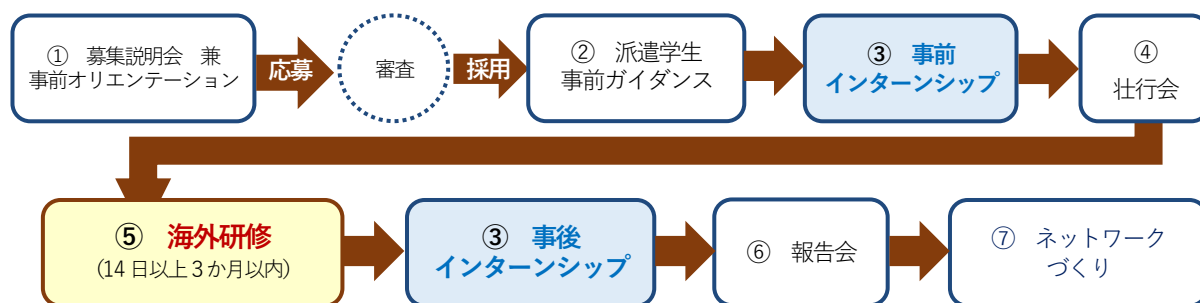 ① 募集説明会 兼
事前オリエンテーション
応募
審査
採用
② 派遣学生
事前ガイダンス
③ 事前
インターンシップ
④
壮行会
⑤ 海外研修
(14日以上3か月以内)
③ 事後
インターンシップ
⑥ 報告会
⑦ ネットワーク
づくり